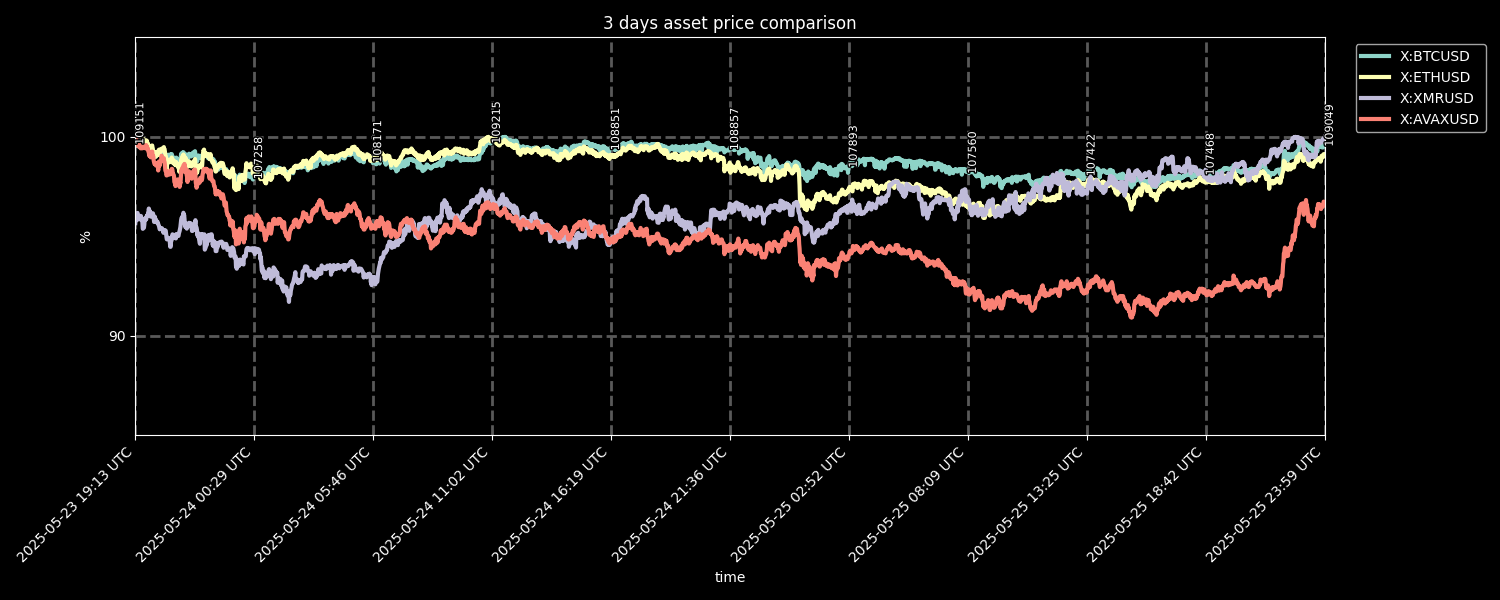 3 days asset price comparison
X:BTCUSD
X:ETHUSD
X:XMRUSD
X:AVAXUSD
109151
107258
108171
109215
108851
108857
107893
107560
107422
107468
109049
100
90
%
2025-05-23 19:13 UTC
2025-05-24 00:29 UTC
2025-05-24 05:46 UTC
2025-05-24 11:02 UTC
2025-05-24 16:19 UTC
2025-05-24 21:36 UTC
2025-05-25 02:52 UTC
2025-05-25 08:09 UTC
2025-05-25 13:25 UTC
2025-05-25 18:42 UTC
2025-05-25 23:59 UTC
time